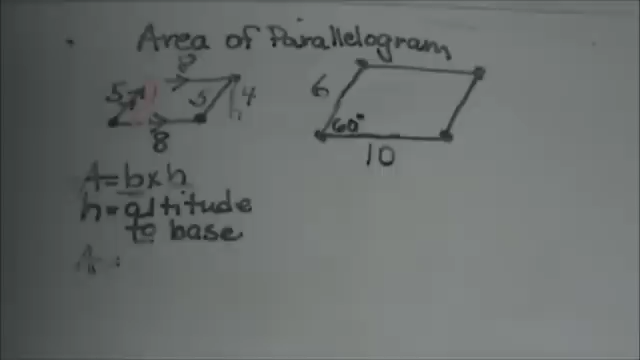 Area of Parallelogram
8
5
5
4
h
8
6
60°
10
A = b x h
h = altitude
to base
A =